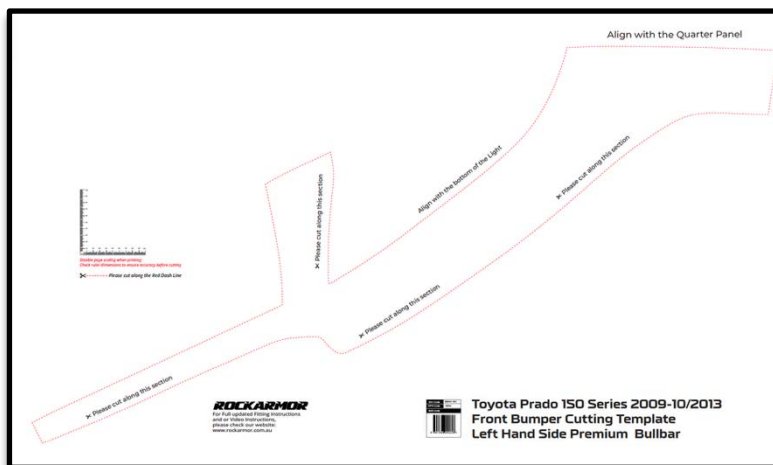 Align with the Quarter Panel
Align with the bottom of the Light
✂ Please cut along this section
✂ Please cut along this section
✂ Please cut along this section
✂ Please cut along this section
Please cut along the Red Dash Line
ROCKARMOR
For Full updated Fitting Instructions
and or Video Instructions,
please check our website:
www.rockarmor.com.au
Toyota Prado 150 Series 2009-10/2013
Front Bumper Cutting Template
Left Hand Side Premium Bullbar